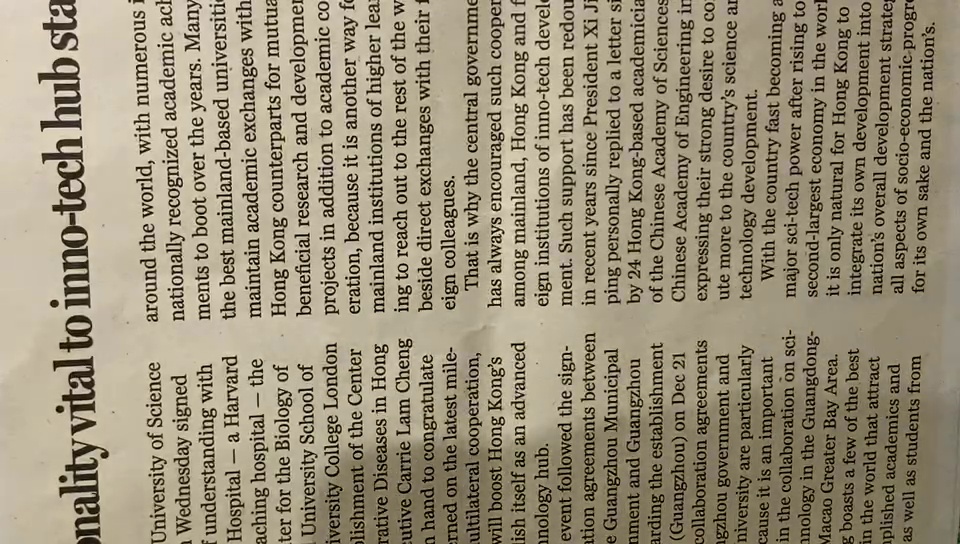 nality vital to inno-tech hub sta
University of Science
Wednesday signed
understanding with
Hospital – a Harvard
aching hospital – the
ter for the Biology of
University School of
iversity College London
blishment of the Center
rative Diseases in Hong
cutive Carrie Lam Cheng
n hand to congratulate
rned on the latest mile-
ultilateral cooperation,
will boost Hong Kong's
lish itself as an advanced
nnology hub.
event followed the sign-
tion agreements between
e Guangzhou Municipal
nment and Guangzhou
arding the establishment
(Guangzhou) on Dec 21
ollaboration agreements
ngzhou government and
niversity are particularly
cause it is an important
in the collaboration on sci-
nnology in the Guangdong-
Macao Greater Bay Area.
g boasts a few of the best
in the world that attract
plished academics and
as well as students from
around the world, with numerous i
nationally recognized academic ach
ments to boot over the years. Many
the best mainland-based universitie
maintain academic exchanges with
Hong Kong counterparts for mutua
beneficial research and developmen
projects in addition to academic co
eration, because it is another way fo
mainland institutions of higher lear
ing to reach out to the rest of the w
beside direct exchanges with their f
eign colleagues.
That is why the central governme
has always encouraged such cooper
among mainland, Hong Kong and f
eign institutions of inno-tech devel
ment. Such support has been redou
in recent years since President Xi Ji
ping personally replied to a letter si
by 24 Hong Kong-based academicia
of the Chinese Academy of Sciences
Chinese Academy of Engineering in
expressing their strong desire to con
ute more to the country's science an
technology development.
With the country fast becoming a
major sci-tech power after rising to
second-largest economy in the worl
it is only natural for Hong Kong to
integrate its own development into
nation's overall development strateg
all aspects of socio-economic-progre
for its own sake and the nation's.